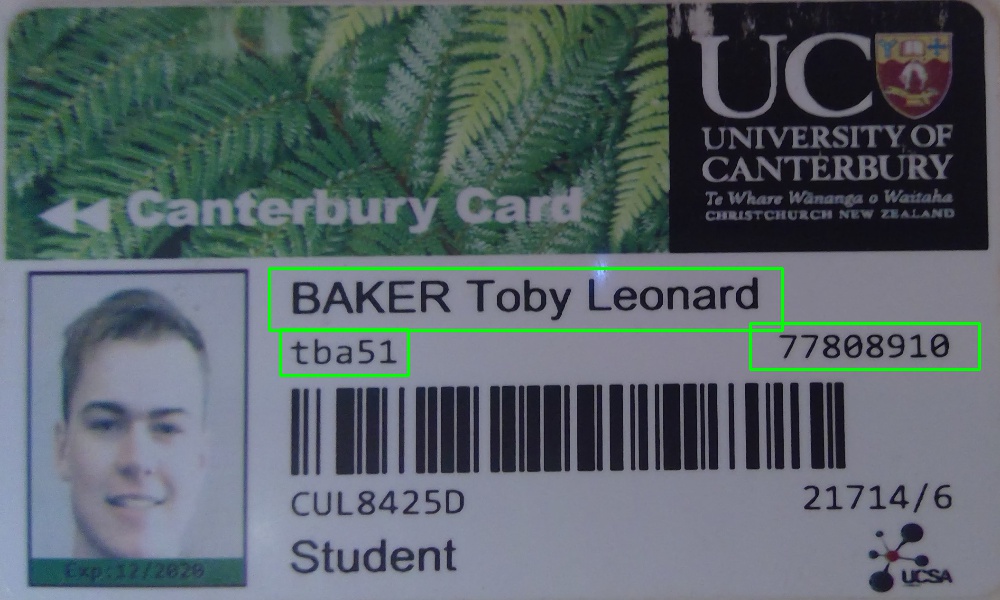 UC
UNIVERSITY OF
CANTERBURY
Te Whare Wānanga o Waitaha
CHRISTCHURCH NEW ZEALAND
Canterbury Card
BAKER Toby Leonard
tba51 77808910
CUL8425D 21714/6
Student
Exp:12/2020
UCSA